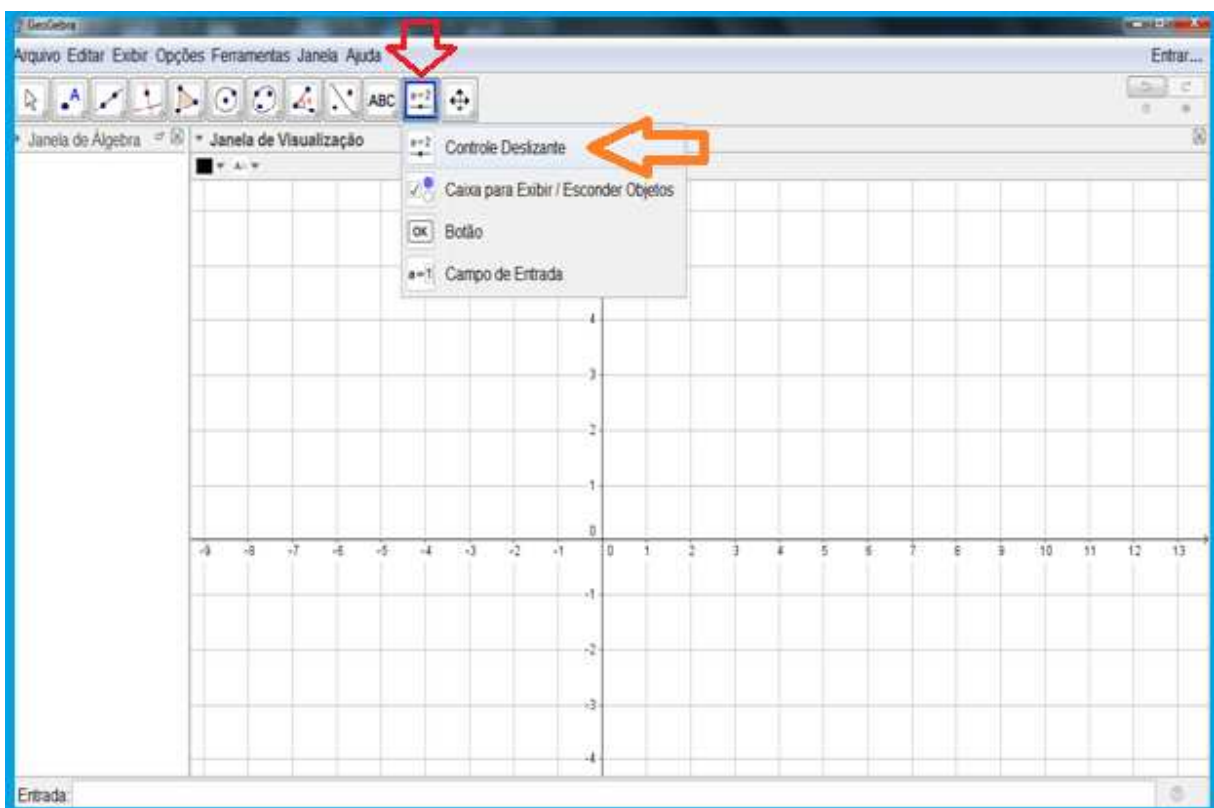 GeoGebra
Arquivo Editar Exibir Opções Ferramentas Janela Ajuda
Entrar...
A
ABC
a=2
Janela de Álgebra
Janela de Visualização
a=2 Controle Deslizante
Caixa para Exibir / Esconder Objetos
OK Botão
a=1 Campo de Entrada
4
3
2
1
0
-9 -8 -7 -6 -5 -4 -3 -2 -1 0 1 2 3 4 5 6 7 8 9 10 11 12 13
-1
-2
-3
-4
Entrada: